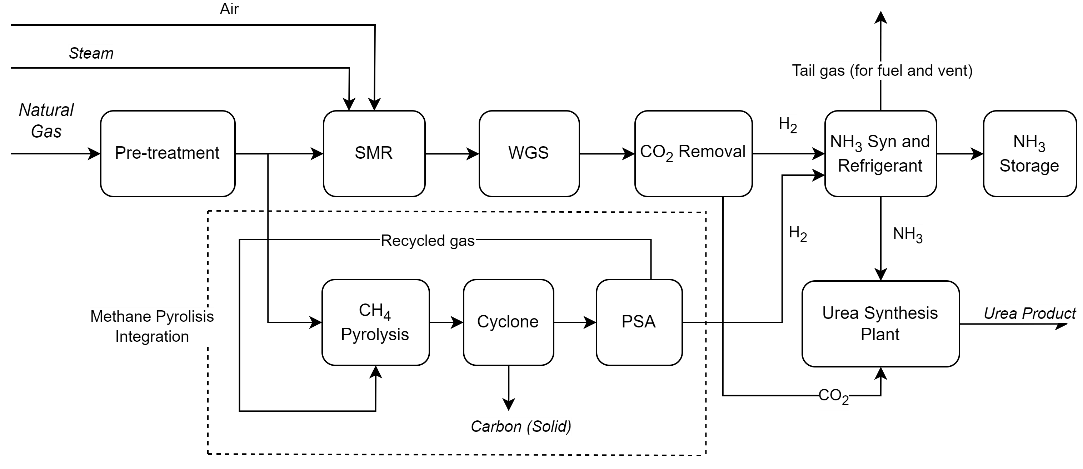 Air
Steam
Natural
Gas
Pre-treatment
SMR
WGS
CO2 Removal
H2
Tail gas (for fuel and vent)
NH3 Syn and
Refrigerant
NH3
Storage
Recycled gas
H2
NH3
Methane Pyrolisis
Integration
CH4
Pyrolysis
Cyclone
PSA
Urea Synthesis
Plant
Urea Product
CO2
Carbon (Solid)